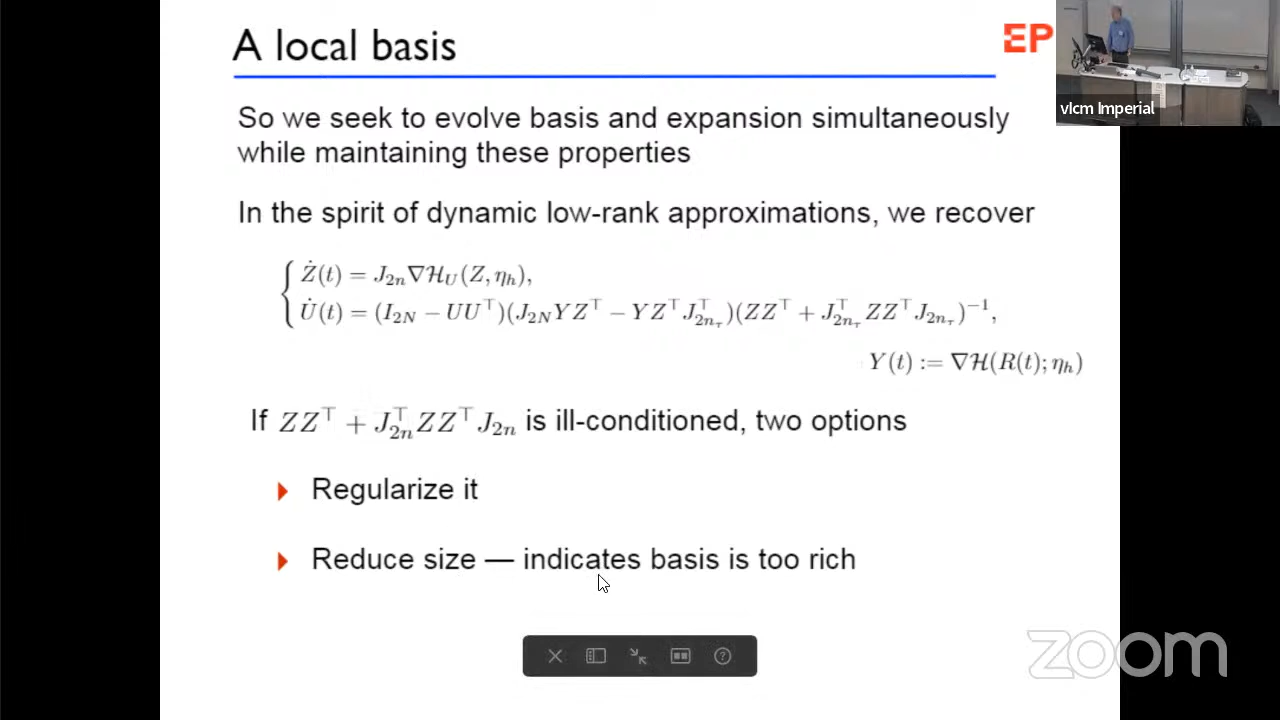 A local basis
EP
vlcm Imperial
So we seek to evolve basis and expansion simultaneously
while maintaining these properties
In the spirit of dynamic low-rank approximations, we recover
Ż(t) = J₂ₙ∇ℋ_U(Z, η_h),
U̇(t) = (I_{2N} − UU^⊤)(J_{2N}YZ^⊤ − YZ^⊤J^⊤_{2n_τ})(ZZ^⊤ + J^⊤_{2n_τ}ZZ^⊤J_{2n_τ})^{−1},
Y(t) := ∇ℋ(R(t); η_h)
If ZZ^⊤ + J^⊤_{2n}ZZ^⊤J_{2n} is ill-conditioned, two options
Regularize it
Reduce size — indicates basis is too rich
zoom